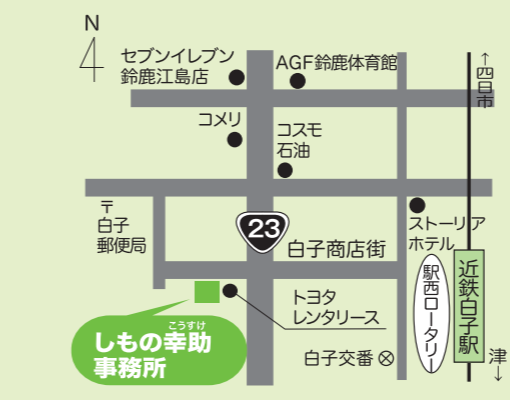 N
セブンイレブン
鈴鹿江島店
AGF鈴鹿体育館
↑四日市
コメリ
コスモ
石油
〒
白子
郵便局
23
ストーリア
ホテル
白子商店街
駅西ロータリー
近鉄白子駅
トヨタ
レンタリース
こうすけ
しもの幸助
事務所
白子交番
津↓